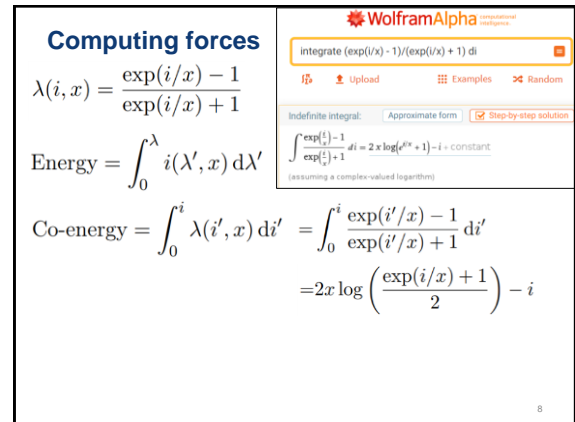 Computing forces
WolframAlpha computational intelligence.
integrate (exp(i/x) - 1)/(exp(i/x) + 1) di
Upload Examples Random
Indefinite integral: Approximate form Step-by-step solution
∫ (exp(i/x) − 1)/(exp(i/x) + 1) di = 2 x log(e^(i/x) + 1) − i + constant
(assuming a complex-valued logarithm)
λ(i, x) = (exp(i/x) − 1)/(exp(i/x) + 1)
Energy = ∫_0^λ i(λ′, x) dλ′
Co-energy = ∫_0^i λ(i′, x) di′ = ∫_0^i (exp(i′/x) − 1)/(exp(i′/x) + 1) di′
=2x log ((exp(i/x) + 1)/2) − i
8